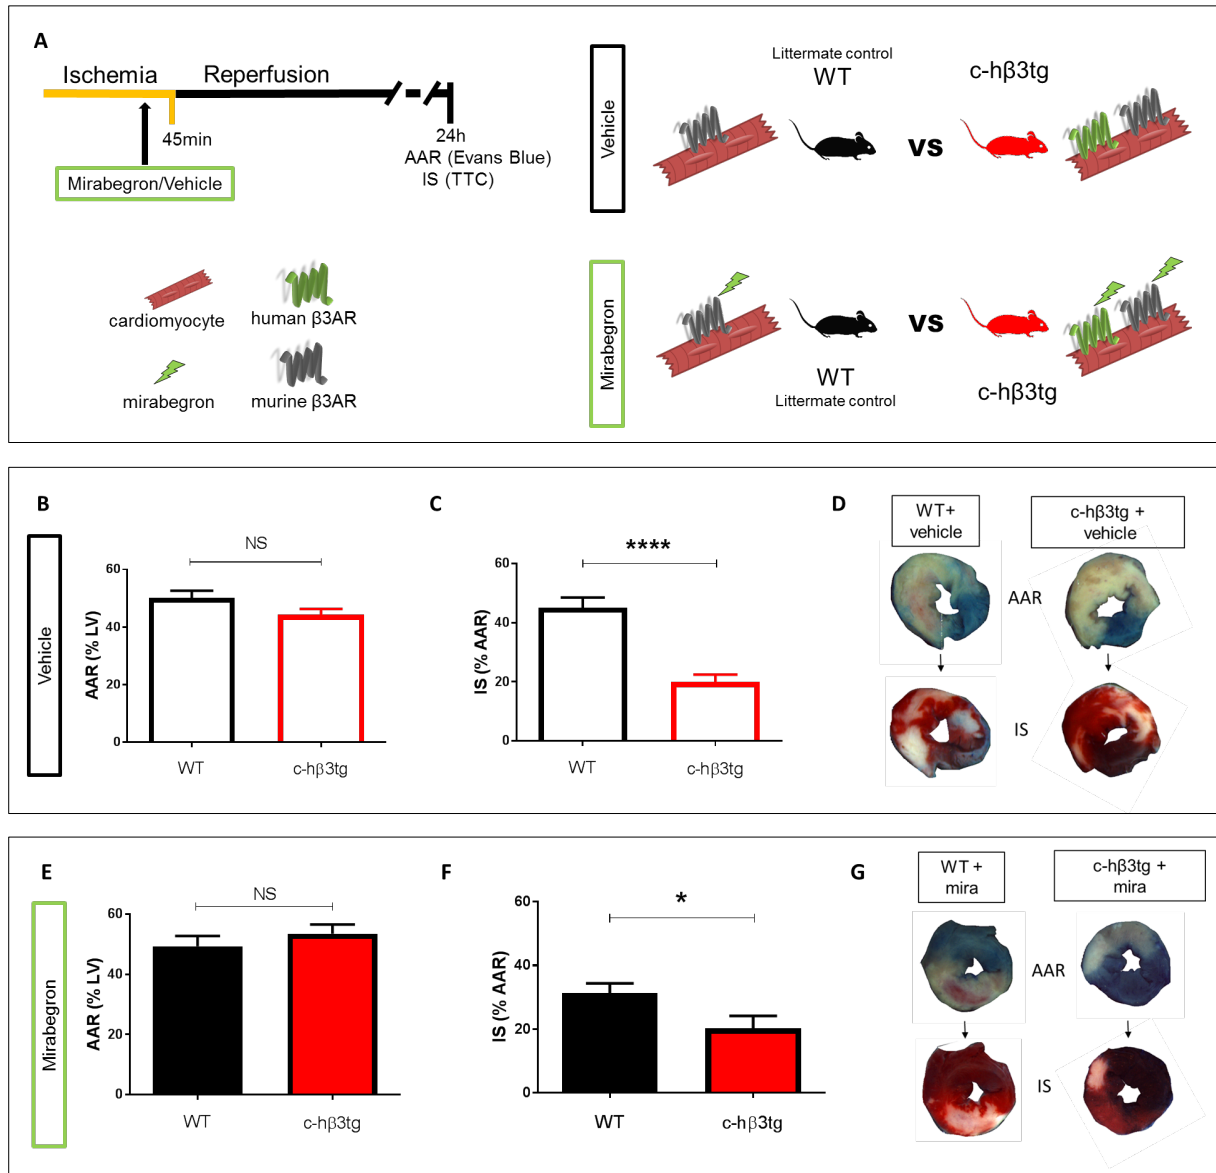 A
Ischemia
Reperfusion
45min
24h
AAR (Evans Blue)
IS (TTC)
Mirabegron/Vehicle
cardiomyocyte
human β3AR
mirabegron
murine β3AR
Vehicle
Littermate control
WT
vs
c-hβ3tg
Mirabegron
WT
Littermate control
vs
c-hβ3tg
B
Vehicle
NS
AAR (% LV)
60
40
20
0
WT
c-hβ3tg
C
****
IS (% AAR)
60
40
20
0
WT
c-hβ3tg
D
WT+
vehicle
c-hβ3tg +
vehicle
AAR
IS
E
Mirabegron
NS
AAR (% LV)
60
40
20
0
WT
c-hβ3tg
F
*
IS (% AAR)
60
40
20
0
WT
c-hβ3tg
G
WT +
mira
c-hβ3tg +
mira
AAR
IS